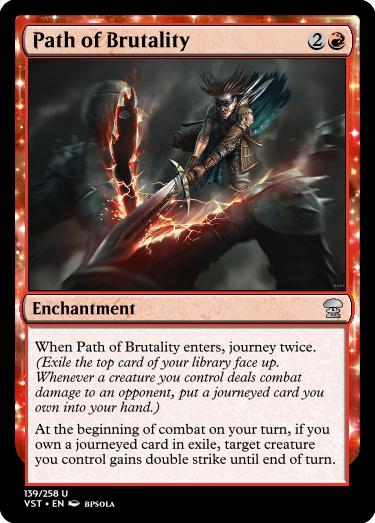 Path of Brutality 2
Enchantment
When Path of Brutality enters, journey twice.
(Exile the top card of your library face up.
Whenever a creature you control deals combat
damage to an opponent, put a journeyed card you
own into your hand.)
At the beginning of combat on your turn, if you
own a journeyed card in exile, target creature
you control gains double strike until end of turn.
139/258 U
VST • EN BPSOLA